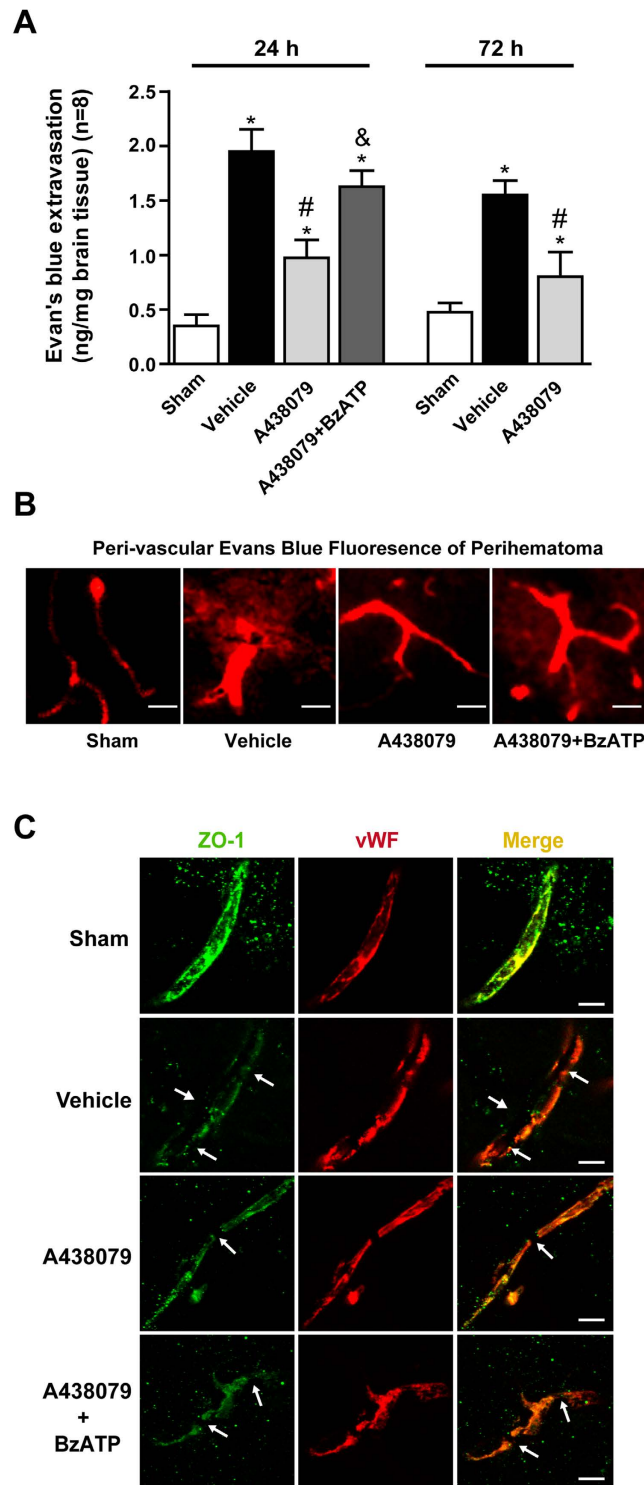 A
24 h
72 h
Evan's blue extravasation
(ng/mg brain tissue) (n=8)
2.5
2.0
1.5
1.0
0.5
0.0
*
#
*
&
*
*
#
*
Sham
Vehicle
A438079
A438079+BzATP
Sham
Vehicle
A438079
B
Peri-vascular Evans Blue Fluoresence of Perihematoma
Sham
Vehicle
A438079
A438079+BzATP
C
ZO-1
vWF
Merge
Sham
Vehicle
A438079
A438079
+
BzATP